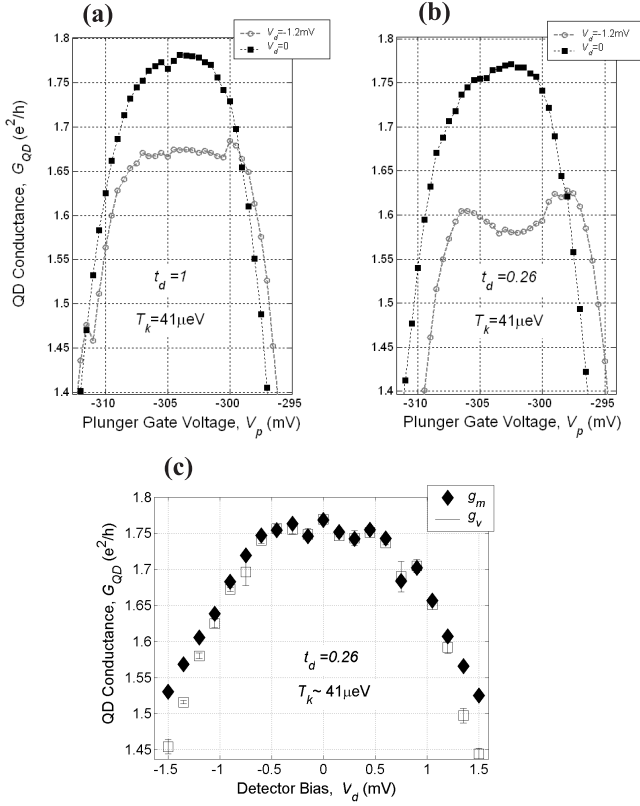 (a)
V_d=-1.2mV
V_d=0
QD Conductance, G_QD (e²/h)
1.8
1.75
1.7
1.65
1.6
1.55
1.5
1.45
1.4
t_d=1
T_k=41μeV
-310
-305
-300
-295
Plunger Gate Voltage, V_p (mV)
(b)
V_d=-1.2mV
V_d=0
1.8
1.75
1.7
1.65
1.6
1.55
1.5
1.45
1.4
t_d=0.26
T_k=41μeV
-310
-305
-300
-295
Plunger Gate Voltage, V_p (mV)
(c)
g_m
g_v
QD Conductance, G_QD (e²/h)
1.8
1.75
1.7
1.65
1.6
1.55
1.5
1.45
t_d=0.26
T_k~ 41μeV
-1.5
-1
-0.5
0
0.5
1
1.5
Detector Bias, V_d (mV)